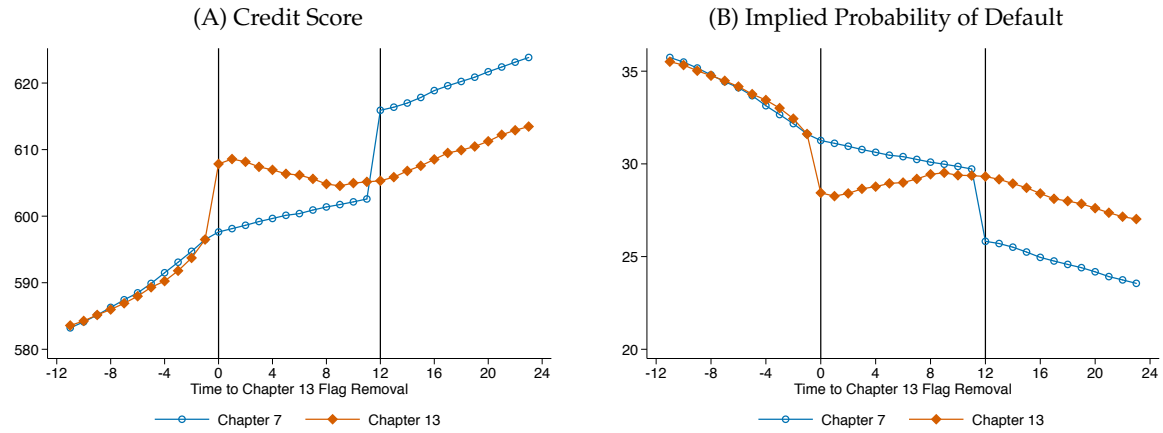 (A) Credit Score
620
610
600
590
580
-12 -8 -4 0 4 8 12 16 20 24
Time to Chapter 13 Flag Removal
Chapter 7 Chapter 13
(B) Implied Probability of Default
35
30
25
20
-12 -8 -4 0 4 8 12 16 20 24
Time to Chapter 13 Flag Removal
Chapter 7 Chapter 13